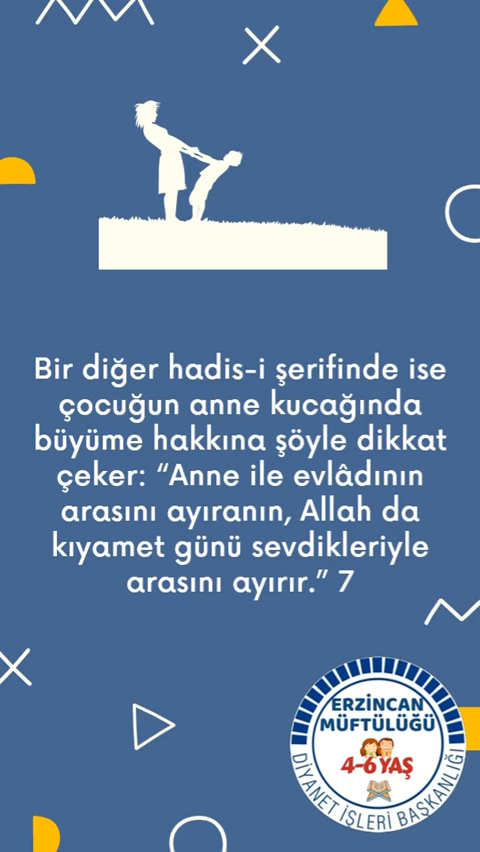 Bir diğer hadis-i şerifinde ise
çocuğun anne kucağında
büyüme hakkına şöyle dikkat
çeker: “Anne ile evlâdının
arasını ayıranın, Allah da
kıyamet günü sevdikleriyle
arasını ayırır.” 7
ERZİNCAN
MÜFTÜLÜĞÜ
4-6 YAŞ
DİYANET İŞLERİ BAŞKANLIĞI